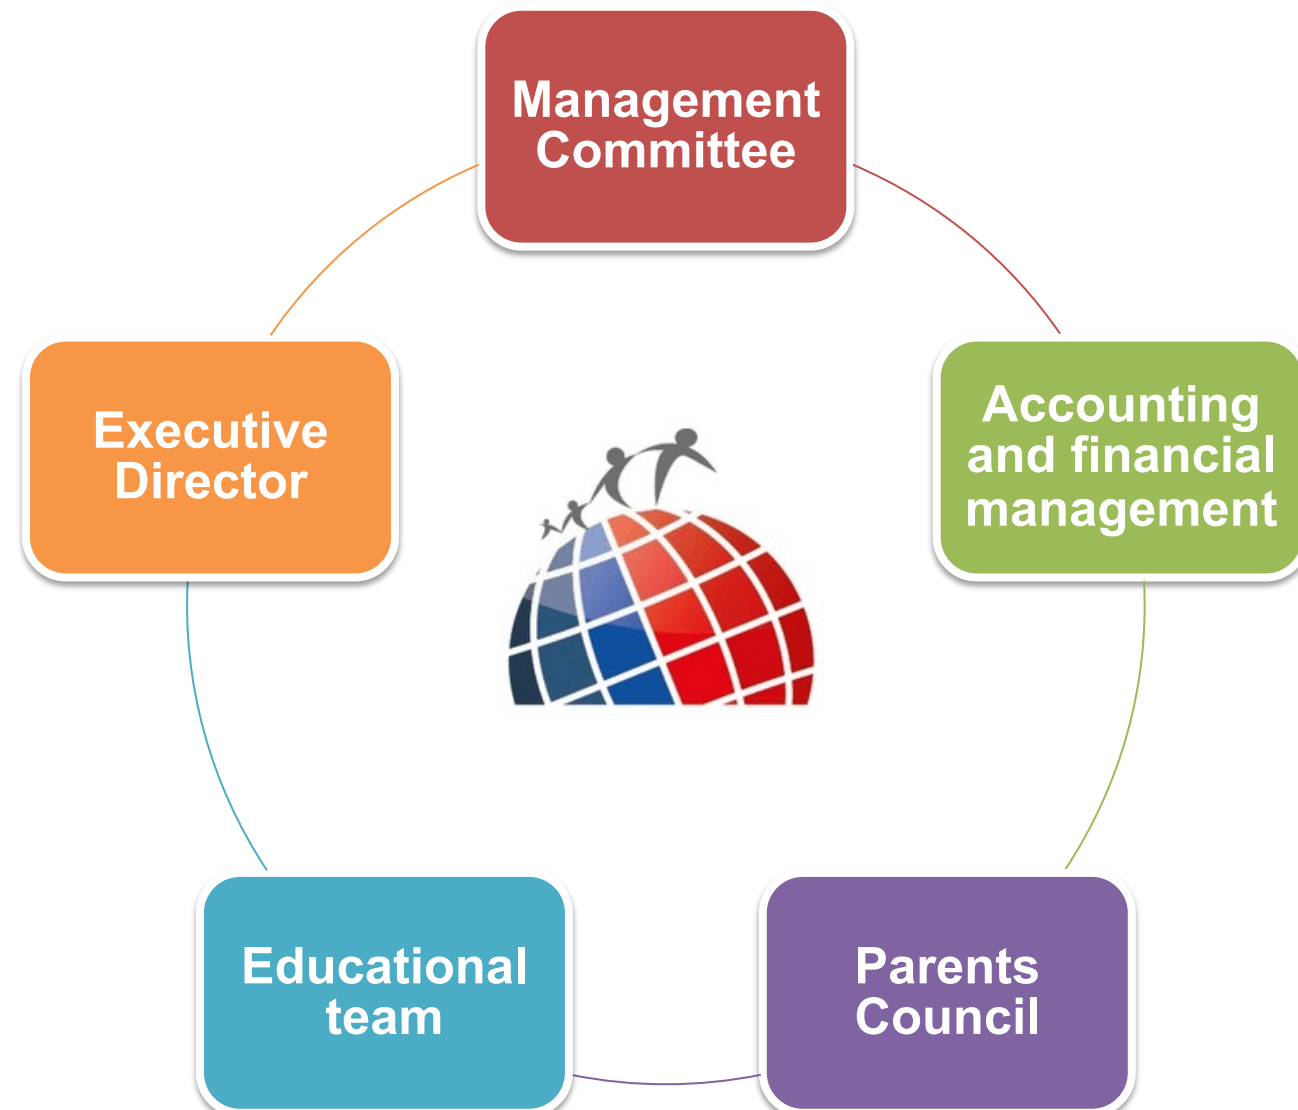 Management
Committee
Executive
Director
Accounting
and financial
management
Educational
team
Parents
Council